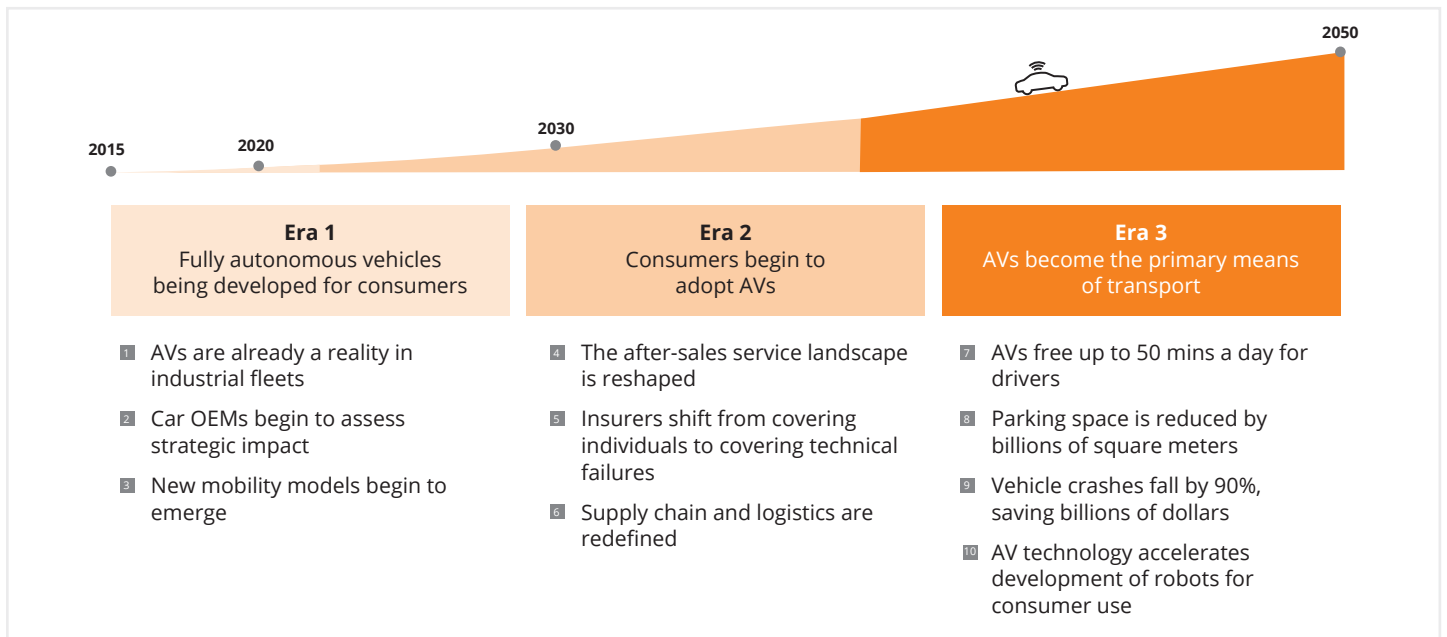 2050
2030
2020
2015
Era 1
Fully autonomous vehicles
being developed for consumers
1 AVs are already a reality in
industrial fleets
2 Car OEMs begin to assess
strategic impact
3 New mobility models begin to
emerge
Era 2
Consumers begin to
adopt AVs
4 The after-sales service landscape
is reshaped
5 Insurers shift from covering
individuals to covering technical
failures
6 Supply chain and logistics are
redefined
Era 3
AVs become the primary means
of transport
7 AVs free up to 50 mins a day for
drivers
8 Parking space is reduced by
billions of square meters
9 Vehicle crashes fall by 90%,
saving billions of dollars
10 AV technology accelerates
development of robots for
consumer use